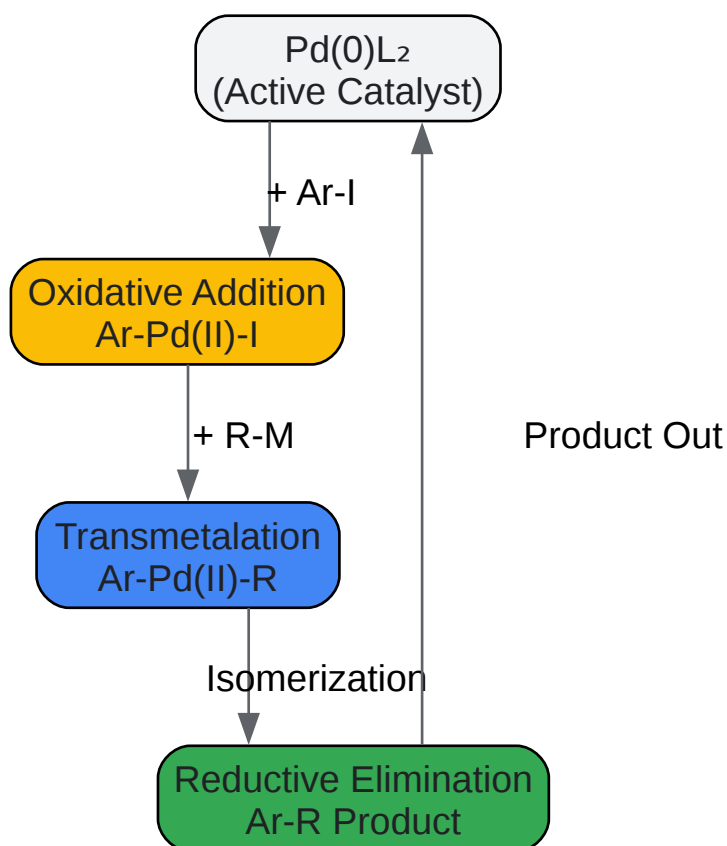 Pd(0)L₂
(Active Catalyst)
+ Ar-I
Oxidative Addition
Ar-Pd(II)-I
+ R-M
Product Out
Transmetalation
Ar-Pd(II)-R
Isomerization
Reductive Elimination
Ar-R Product